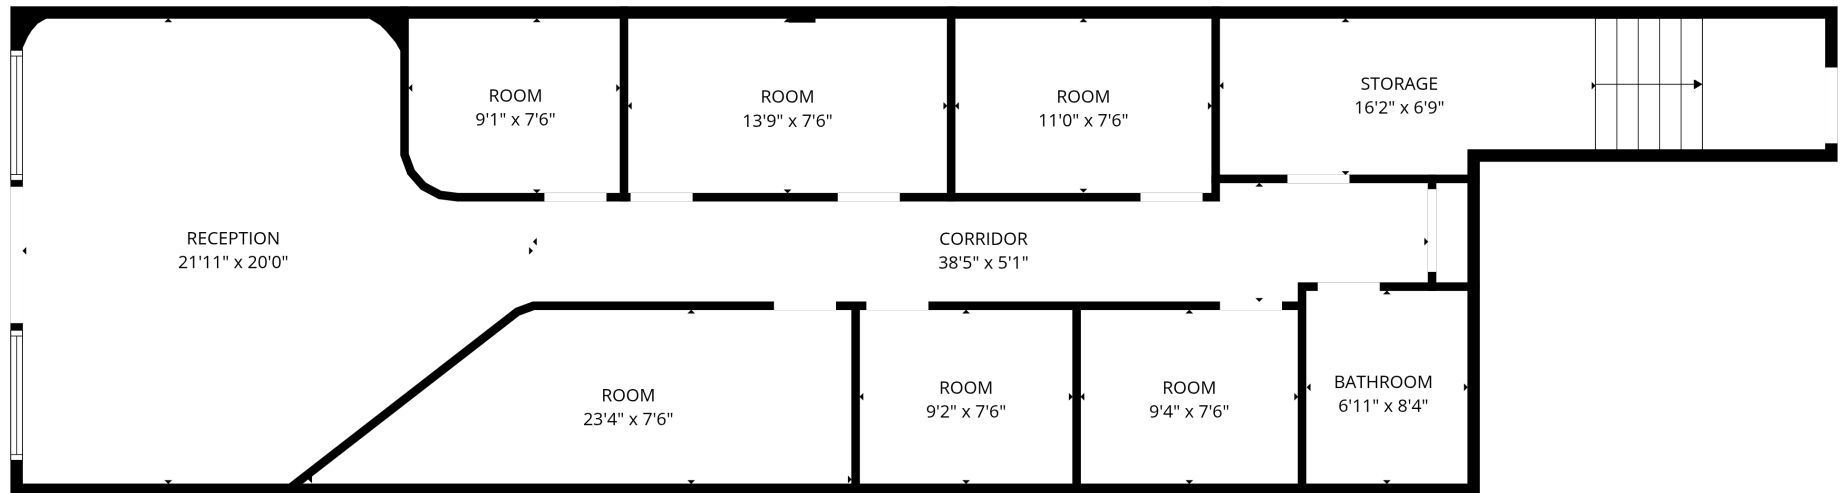 ROOM
9'1" x 7'6"
ROOM
13'9" x 7'6"
ROOM
11'0" x 7'6"
STORAGE
16'2" x 6'9"
RECEPTION
21'11" x 20'0"
CORRIDOR
38'5" x 5'1"
ROOM
23'4" x 7'6"
ROOM
9'2" x 7'6"
ROOM
9'4" x 7'6"
BATHROOM
6'11" x 8'4"